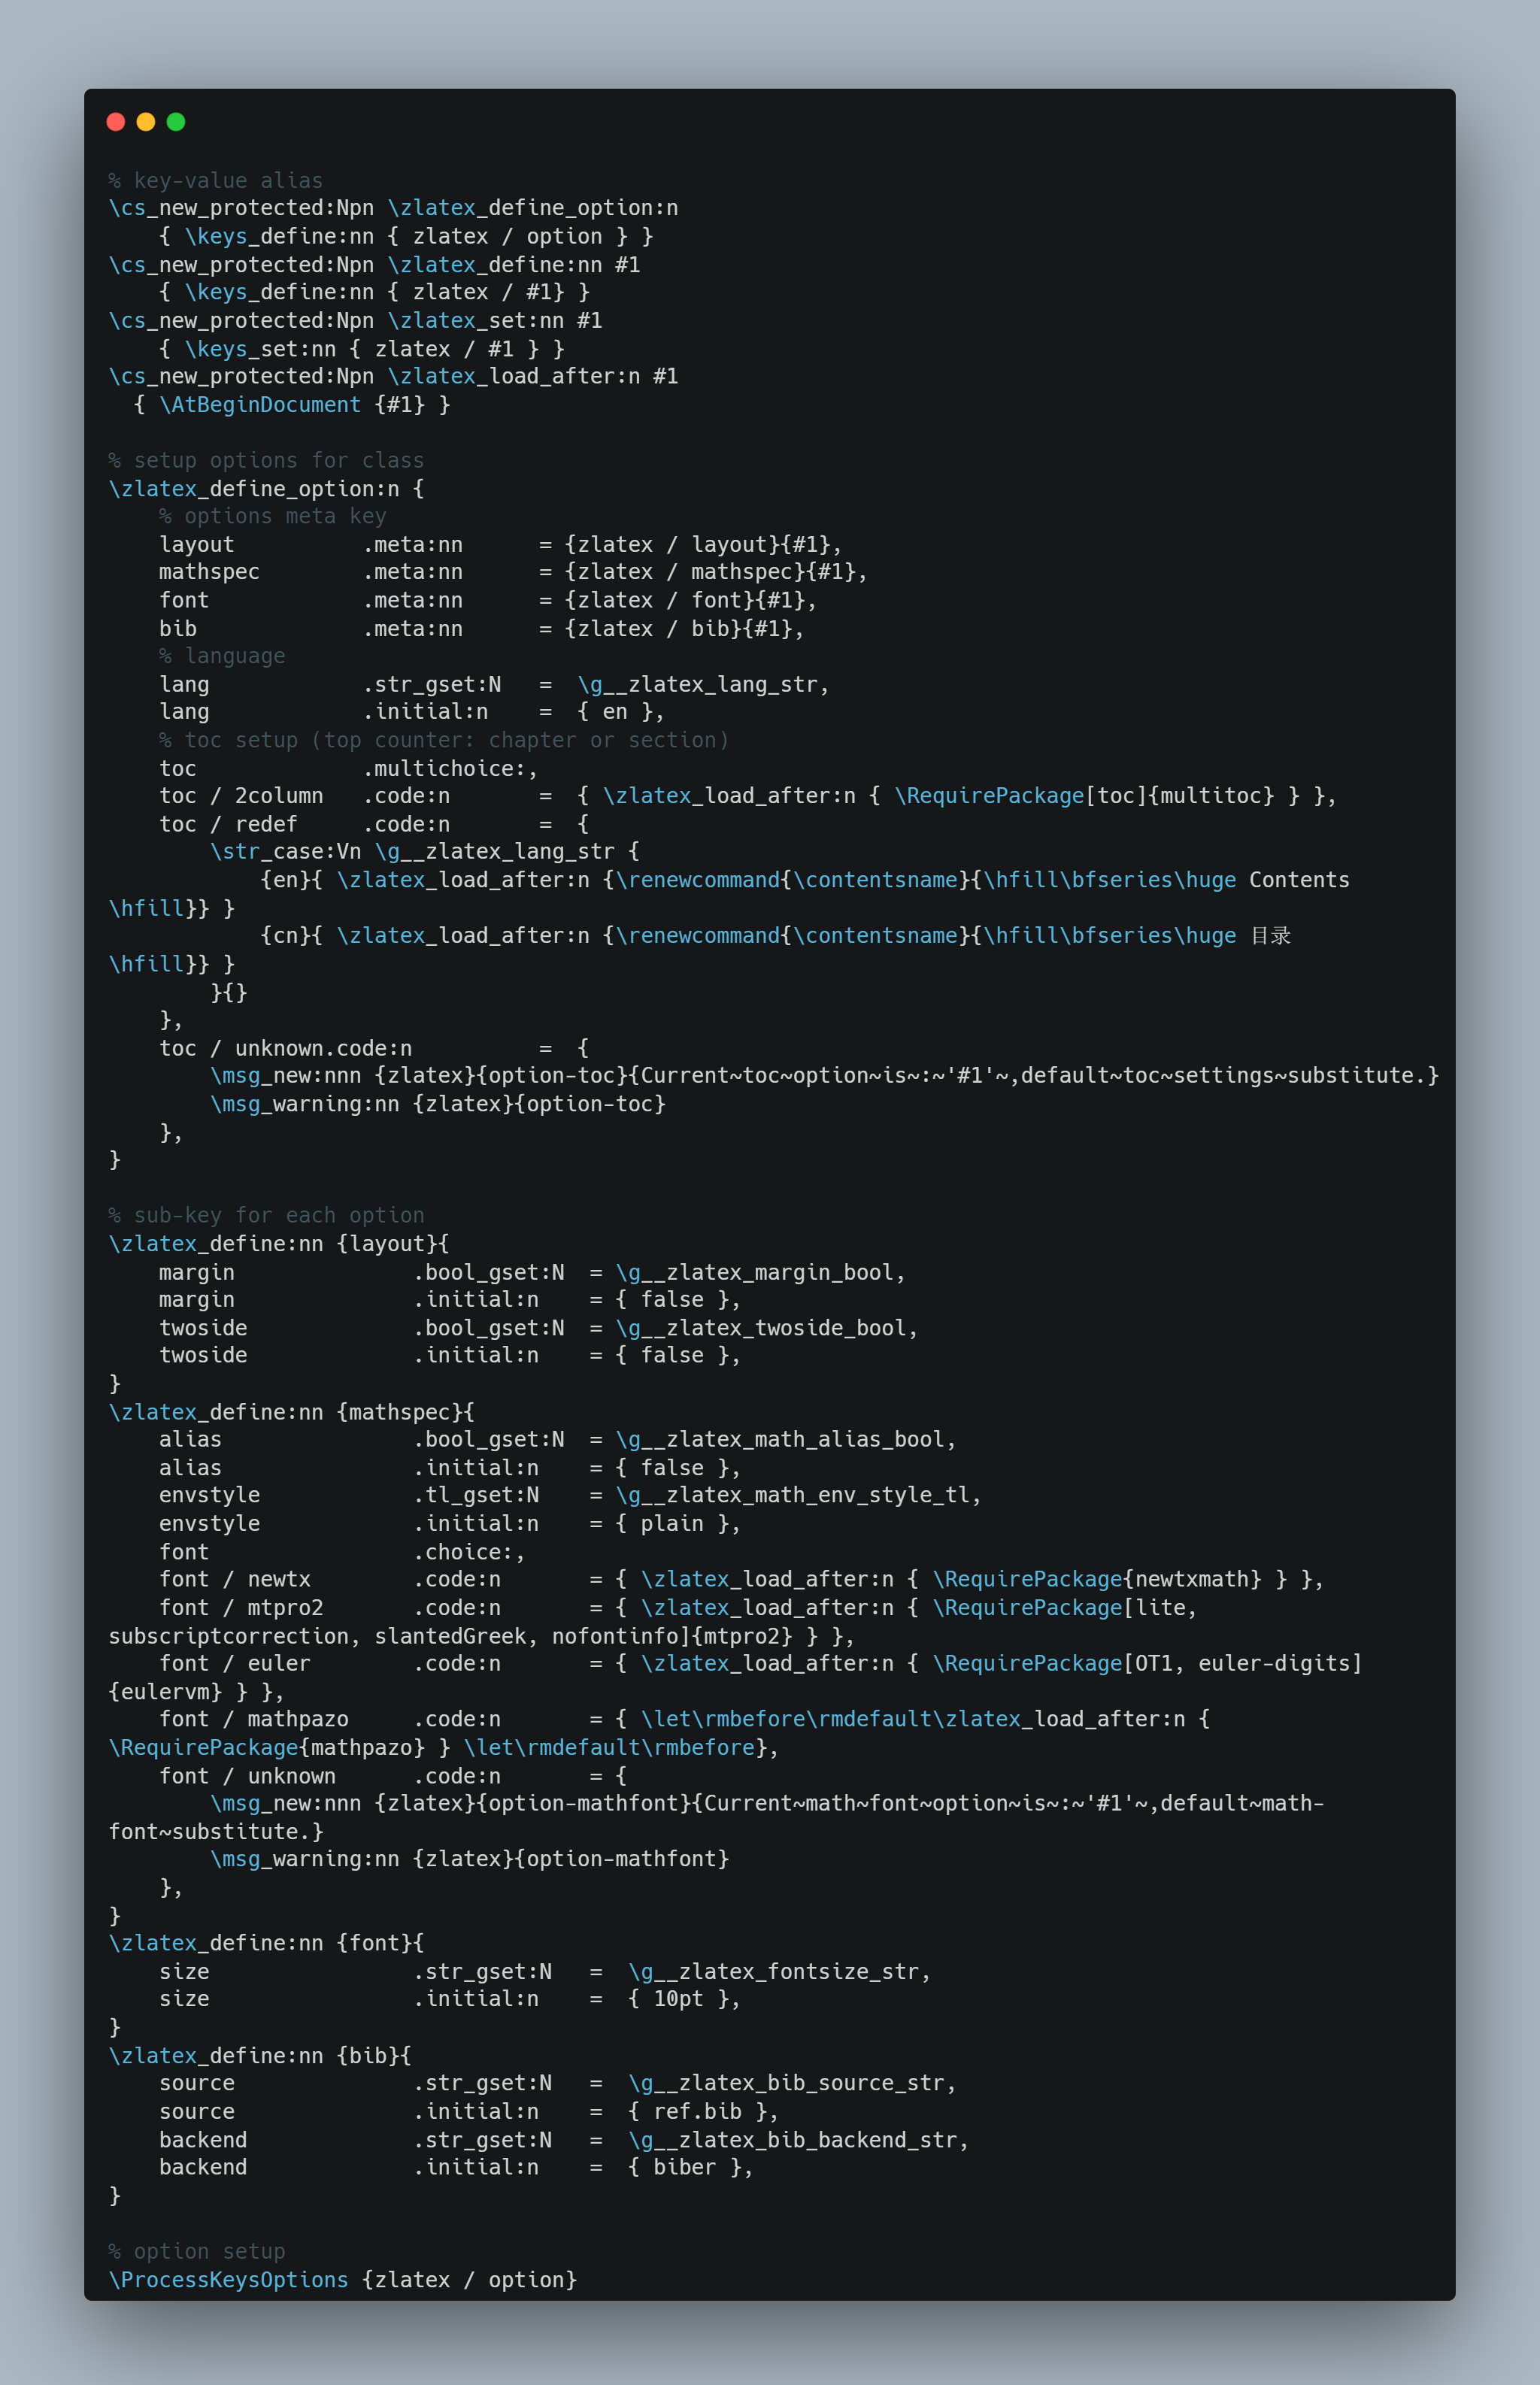 % key-value alias
\cs_new_protected:Npn \zlatex_define_option:n
    { \keys_define:nn { zlatex / option } }
\cs_new_protected:Npn \zlatex_define:nn #1
    { \keys_define:nn { zlatex / #1} }
\cs_new_protected:Npn \zlatex_set:nn #1
    { \keys_set:nn { zlatex / #1 } }
\cs_new_protected:Npn \zlatex_load_after:n #1
  { \AtBeginDocument {#1} }

% setup options for class
\zlatex_define_option:n {
    % options meta key
    layout          .meta:nn      = {zlatex / layout}{#1},
    mathspec        .meta:nn      = {zlatex / mathspec}{#1},
    font            .meta:nn      = {zlatex / font}{#1},
    bib             .meta:nn      = {zlatex / bib}{#1},
    % language
    lang            .str_gset:N   =  \g__zlatex_lang_str,
    lang            .initial:n    =  { en },
    % toc setup (top counter: chapter or section)
    toc             .multichoice:,
    toc / 2column   .code:n       =  { \zlatex_load_after:n { \RequirePackage[toc]{multitoc} } },
    toc / redef     .code:n       =  {
        \str_case:Vn \g__zlatex_lang_str {
            {en}{ \zlatex_load_after:n {\renewcommand{\contentsname}{\hfill\bfseries\huge Contents
\hfill}} }
            {cn}{ \zlatex_load_after:n {\renewcommand{\contentsname}{\hfill\bfseries\huge 目录
\hfill}} }
        }{}
    },
    toc / unknown.code:n          =  {
        \msg_new:nnn {zlatex}{option-toc}{Current~toc~option~is~:~'#1'~,default~toc~settings~substitute.}
        \msg_warning:nn {zlatex}{option-toc}
    },
}

% sub-key for each option
\zlatex_define:nn {layout}{
    margin              .bool_gset:N  = \g__zlatex_margin_bool,
    margin              .initial:n    = { false },
    twoside             .bool_gset:N  = \g__zlatex_twoside_bool,
    twoside             .initial:n    = { false },
}
\zlatex_define:nn {mathspec}{
    alias               .bool_gset:N  = \g__zlatex_math_alias_bool,
    alias               .initial:n    = { false },
    envstyle            .tl_gset:N    = \g__zlatex_math_env_style_tl,
    envstyle            .initial:n    = { plain },
    font                .choice:,
    font / newtx        .code:n       = { \zlatex_load_after:n { \RequirePackage{newtxmath} } },
    font / mtpro2       .code:n       = { \zlatex_load_after:n { \RequirePackage[lite,
subscriptcorrection, slantedGreek, nofontinfo]{mtpro2} } },
    font / euler        .code:n       = { \zlatex_load_after:n { \RequirePackage[OT1, euler-digits]
{eulervm} } },
    font / mathpazo     .code:n       = { \let\rmbefore\rmdefault\zlatex_load_after:n {
\RequirePackage{mathpazo} } \let\rmdefault\rmbefore},
    font / unknown      .code:n       = {
        \msg_new:nnn {zlatex}{option-mathfont}{Current~math~font~option~is~:~'#1'~,default~math-
font~substitute.}
        \msg_warning:nn {zlatex}{option-mathfont}
    },
}
\zlatex_define:nn {font}{
    size                .str_gset:N   =  \g__zlatex_fontsize_str,
    size                .initial:n    =  { 10pt },
}
\zlatex_define:nn {bib}{
    source              .str_gset:N   =  \g__zlatex_bib_source_str,
    source              .initial:n    =  { ref.bib },
    backend             .str_gset:N   =  \g__zlatex_bib_backend_str,
    backend             .initial:n    =  { biber },
}

% option setup
\ProcessKeysOptions {zlatex / option}